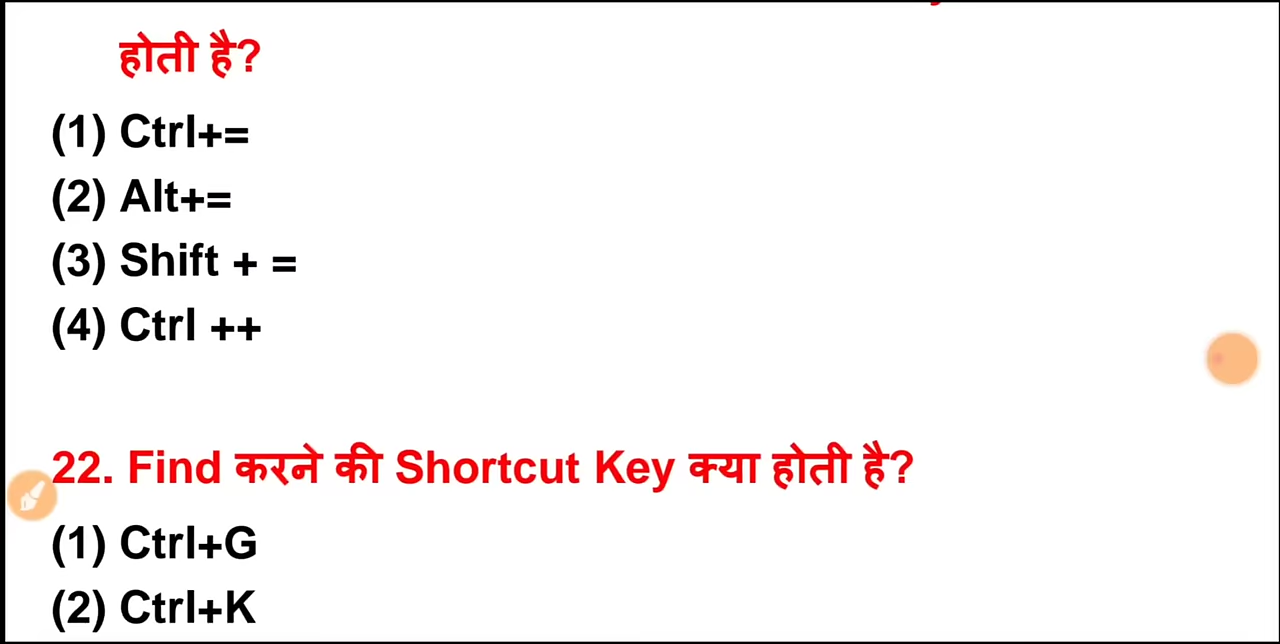 होती है?
(1) Ctrl+=
(2) Alt+=
(3) Shift + =
(4) Ctrl ++
22. Find करने की Shortcut Key क्या होती है?
(1) Ctrl+G
(2) Ctrl+K